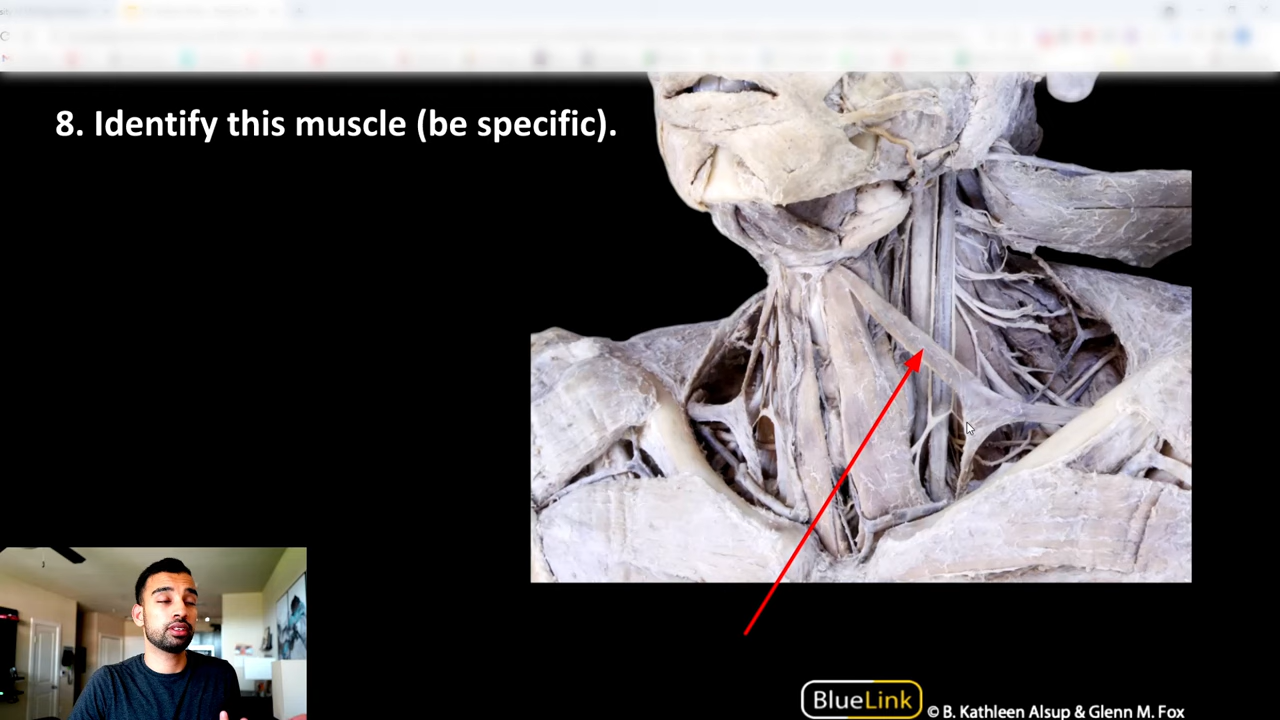 8. Identify this muscle (be specific).
BlueLink
© B. Kathleen Alsup & Glenn M. Fox